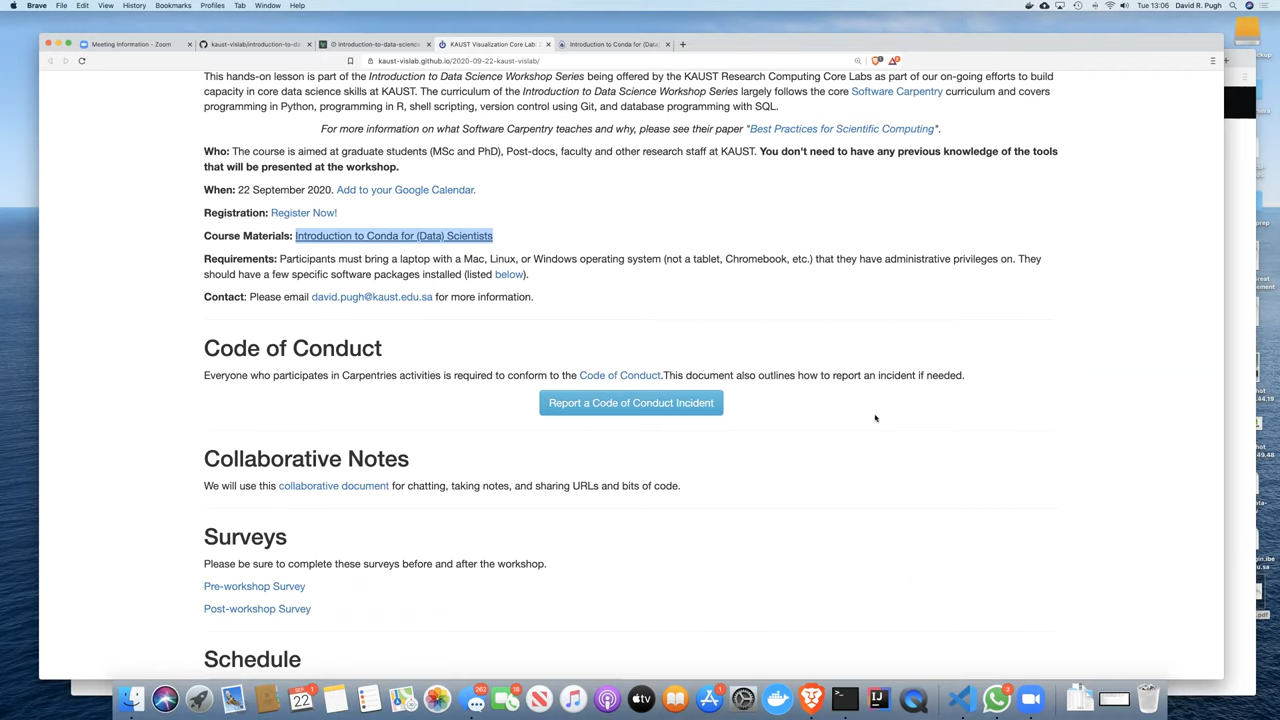 Brave File Edit View History Bookmarks Profiles Tab Window Help Tue 13:06 David R. Pugh
Meeting Information - Zoom kaust-vislab/introduction-to-da introduction-to-data-science KAUST Visualization Core Lab: Introduction to Conda for (Data)
kaust-vislab.github.io/2020-09-22-kaust-vislab/
This hands-on lesson is part of the Introduction to Data Science Workshop Series being offered by the KAUST Research Computing Core Labs as part of our on-going efforts to build
capacity in core data science skills at KAUST. The curriculum of the Introduction to Data Science Workshop Series largely follows the core Software Carpentry curriculum and covers
programming in Python, programming in R, shell scripting, version control using Git, and database programming with SQL.
For more information on what Software Carpentry teaches and why, please see their paper "Best Practices for Scientific Computing".
Who: The course is aimed at graduate students (MSc and PhD), Post-docs, faculty and other research staff at KAUST. You don't need to have any previous knowledge of the tools
that will be presented at the workshop.
When: 22 September 2020. Add to your Google Calendar.
Registration: Register Now!
Course Materials: Introduction to Conda for (Data) Scientists
Requirements: Participants must bring a laptop with a Mac, Linux, or Windows operating system (not a tablet, Chromebook, etc.) that they have administrative privileges on. They
should have a few specific software packages installed (listed below).
Contact: Please email david.pugh@kaust.edu.sa for more information.
Code of Conduct
Everyone who participates in Carpentries activities is required to conform to the Code of Conduct.This document also outlines how to report an incident if needed.
Report a Code of Conduct Incident
Collaborative Notes
We will use this collaborative document for chatting, taking notes, and sharing URLs and bits of code.
Surveys
Please be sure to complete these surveys before and after the workshop.
Pre-workshop Survey
Post-workshop Survey
Schedule